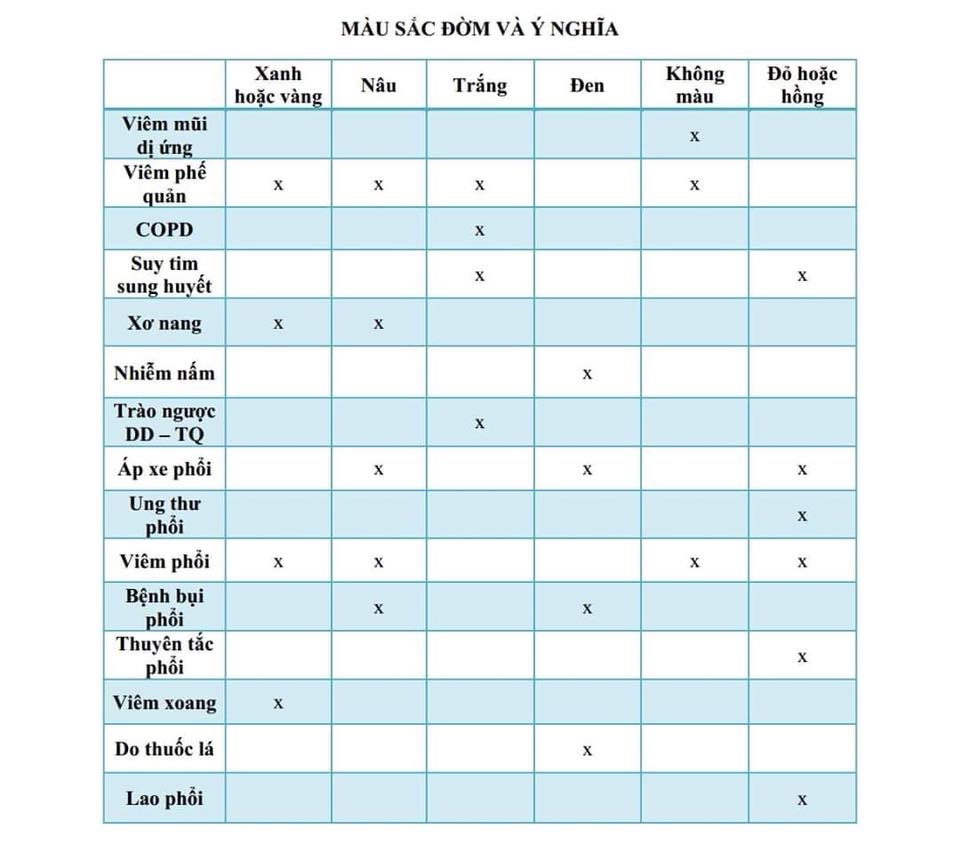 MÀU SẮC ĐỜM VÀ Ý NGHĨA
Xanh hoặc vàng Nâu Trắng Đen Không màu Đỏ hoặc hồng
Viêm mũi dị ứng x
Viêm phế quản x x x x
COPD x
Suy tim sung huyết x x
Xơ nang x x
Nhiễm nấm x
Trào ngược DD – TQ x
Áp xe phổi x x x
Ung thư phổi x
Viêm phổi x x x x
Bệnh bụi phổi x x
Thuyên tắc phổi x
Viêm xoang x
Do thuốc lá x
Lao phổi x